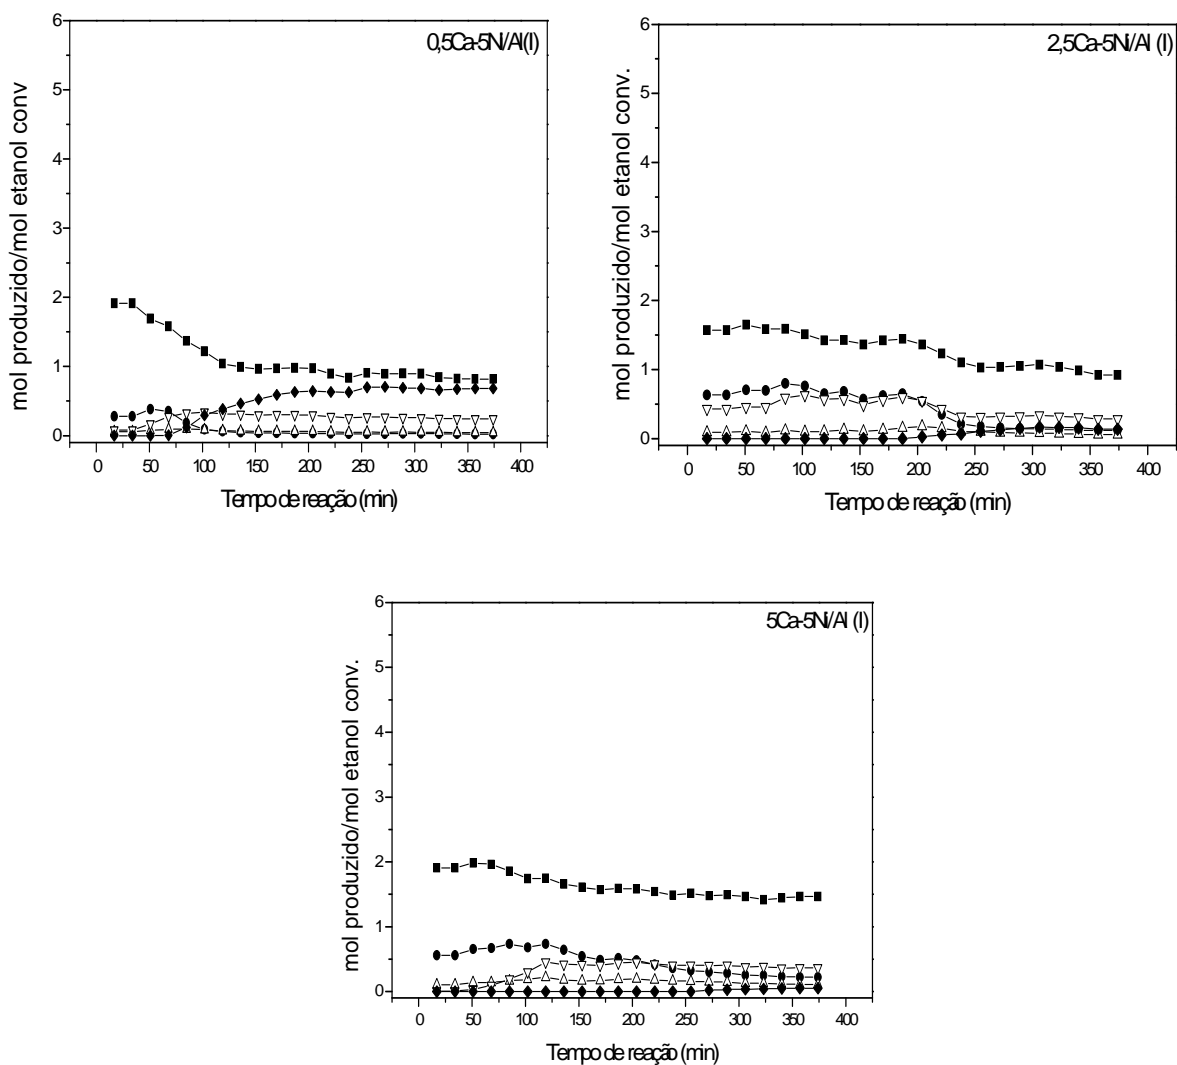 0,5Ca-5Ni/Al(I)
mol produzido/mol etanol conv
6
5
4
3
2
1
0
0 50 100 150 200 250 300 350 400
Tempo de reação (min)
2,5Ca-5Ni/Al (I)
mol produzido/mol etanol conv.
6
5
4
3
2
1
0
0 50 100 150 200 250 300 350 400
Tempo de reação (min)
5Ca-5Ni/Al (I)
mol produzido/mol etanol conv.
6
5
4
3
2
1
0
0 50 100 150 200 250 300 350 400
Tempo de reação (min)